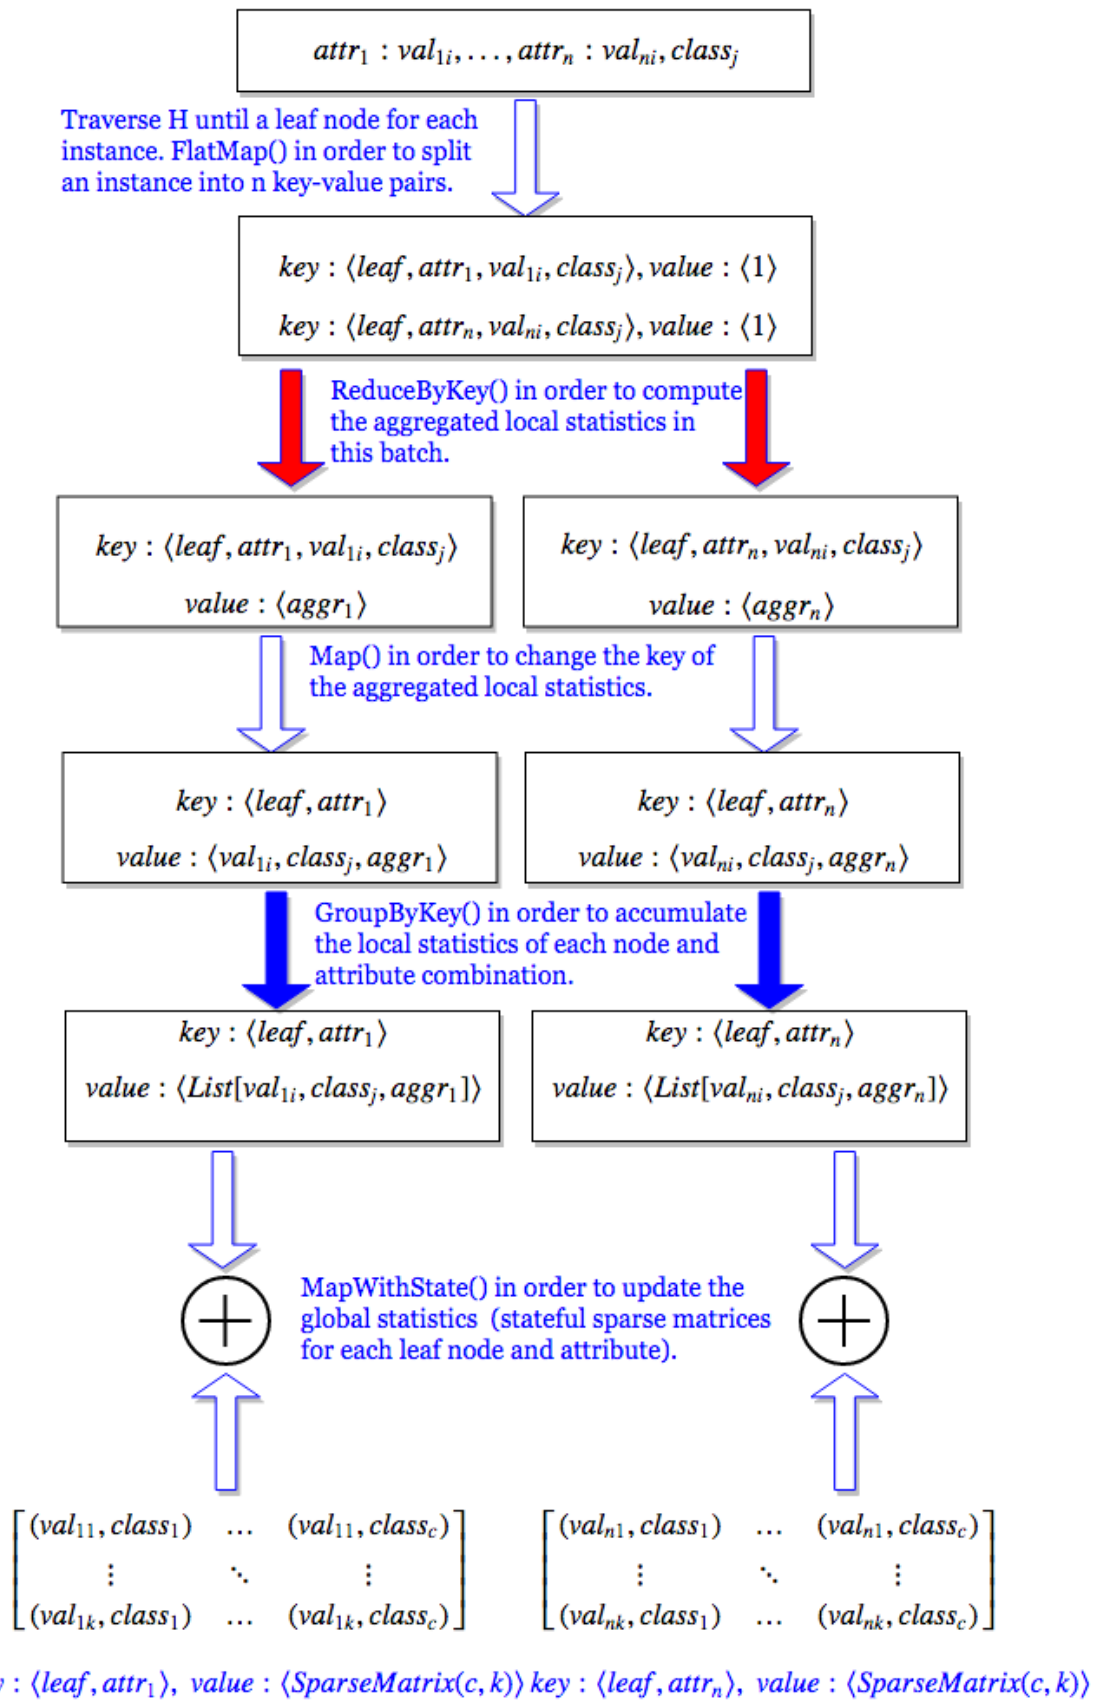 attr₁ : val₁ᵢ, . . . , attrₙ : valₙᵢ, classⱼ
Traverse H until a leaf node for each
instance. FlatMap() in order to split
an instance into n key-value pairs.
key : ⟨leaf, attr₁, val₁ᵢ, classⱼ⟩, value : ⟨1⟩
key : ⟨leaf, attrₙ, valₙᵢ, classⱼ⟩, value : ⟨1⟩
ReduceByKey() in order to compute
the aggregated local statistics in
this batch.
key : ⟨leaf, attr₁, val₁ᵢ, classⱼ⟩
value : ⟨aggr₁⟩
key : ⟨leaf, attrₙ, valₙᵢ, classⱼ⟩
value : ⟨aggrₙ⟩
Map() in order to change the key of
the aggregated local statistics.
key : ⟨leaf, attr₁⟩
value : ⟨val₁ᵢ, classⱼ, aggr₁⟩
key : ⟨leaf, attrₙ⟩
value : ⟨valₙᵢ, classⱼ, aggrₙ⟩
GroupByKey() in order to accumulate
the local statistics of each node and
attribute combination.
key : ⟨leaf, attr₁⟩
value : ⟨List[val₁ᵢ, classⱼ, aggr₁]⟩
key : ⟨leaf, attrₙ⟩
value : ⟨List[valₙᵢ, classⱼ, aggrₙ]⟩
MapWithState() in order to update the
global statistics (stateful sparse matrices
for each leaf node and attribute).
(val₁₁, class₁) … (val₁₁, class_c)
⋮ ⋱ ⋮
(val₁ₖ, class₁) … (val₁ₖ, class_c)
(valₙ₁, class₁) … (valₙ₁, class_c)
⋮ ⋱ ⋮
(valₙₖ, class₁) … (valₙₖ, class_c)
y : ⟨leaf, attr₁⟩, value : ⟨SparseMatrix(c, k)⟩ key : ⟨leaf, attrₙ⟩, value : ⟨SparseMatrix(c, k)⟩